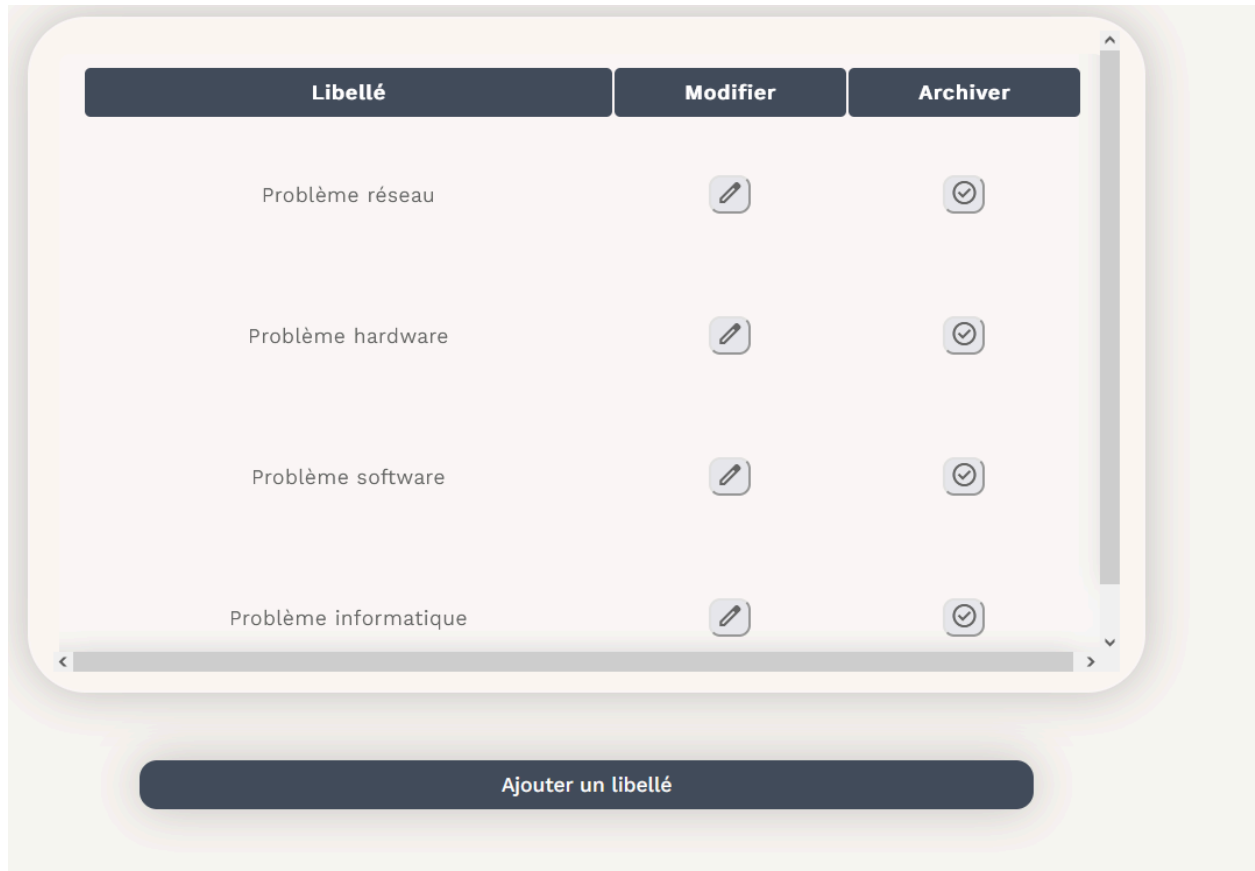 Libellé Modifier Archiver
Problème réseau
Problème hardware
Problème software
Problème informatique
Ajouter un libellé